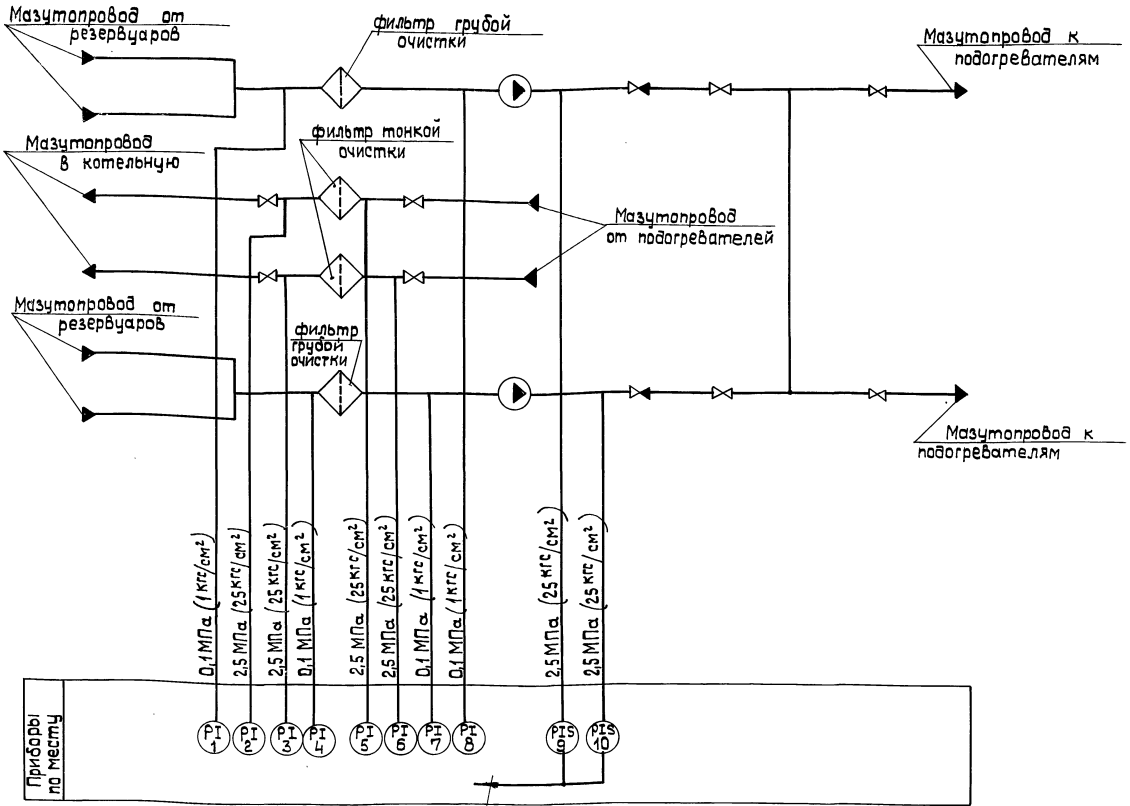 Мазутопровод от
резервуаров
фильтр грубой
очистки
Мазутопровод к
подогревателям
фильтр тонкой
очистки
Мазутопровод
в котельную
Мазутопровод
от подогревателей
Мазутопровод от
резервуаров
фильтр
грубой
очистки
Мазутопровод к
подогревателям
0,1 МПа (1 кгс/см²)
2,5 МПа (25 кгс/см²)
2,5 МПа (25 кгс/см²)
0,1 МПа (1 кгс/см²)
2,5 МПа (25 кгс/см²)
2,5 МПа (25 кгс/см²)
0,1 МПа (1 кгс/см²)
0,1 МПа (1 кгс/см²)
2,5 МПа (25 кгс/см²)
2,5 МПа (25 кгс/см²)
Приборы
по месту
PI
1
PI
2
PI
3
PI
4
PI
5
PI
6
PI
7
PI
8
PIS
9
PIS
10